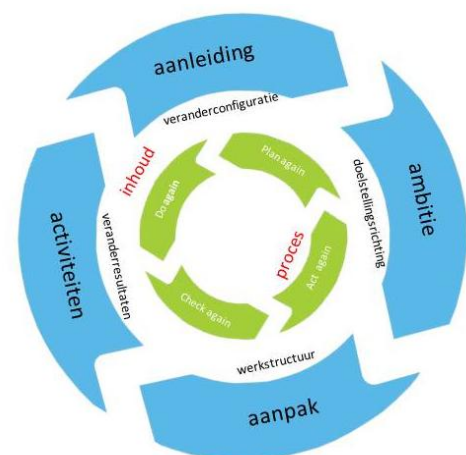 aanleiding
veranderconfiguratie
ambitie
doelstellingsrichting
aanpak
werkstructuur
activiteiten
veranderresultaten
inhoud
proces
Plan again
Act again
Check again
Do again